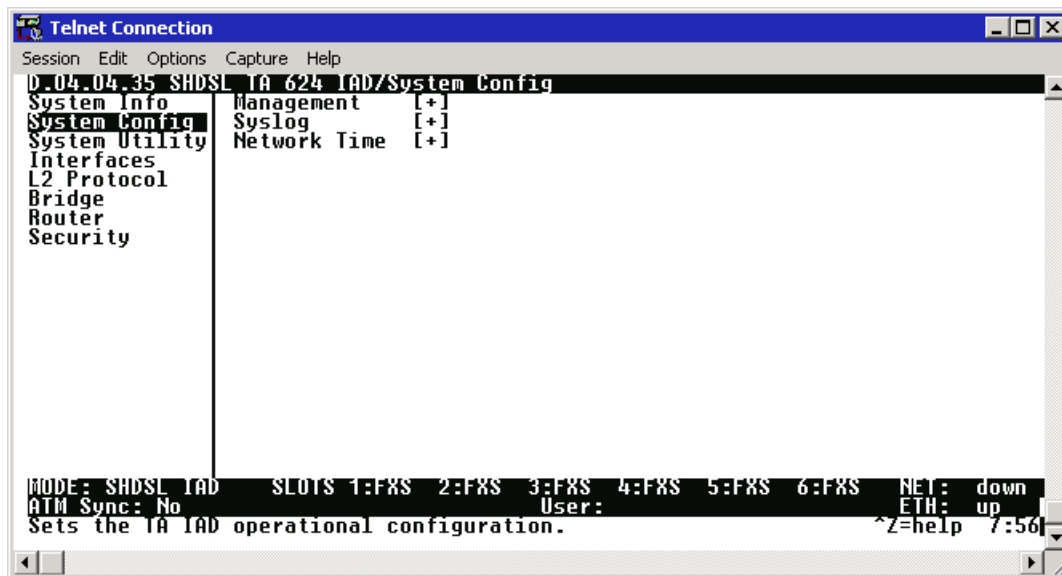 Telnet Connection
Session Edit Options Capture Help
D.04.04.35 SHDSL TA 624 IAD/System Config
System Info Management [+]
System Config Syslog [+]
System Utility Network Time [+]
Interfaces
L2 Protocol
Bridge
Router
Security
MODE: SHDSL IAD SLOTS 1:FXS 2:FXS 3:FXS 4:FXS 5:FXS 6:FXS NET: down
ATM Sync: No User: ETH: up
Sets the TA IAD operational configuration. ^Z=help 7:56